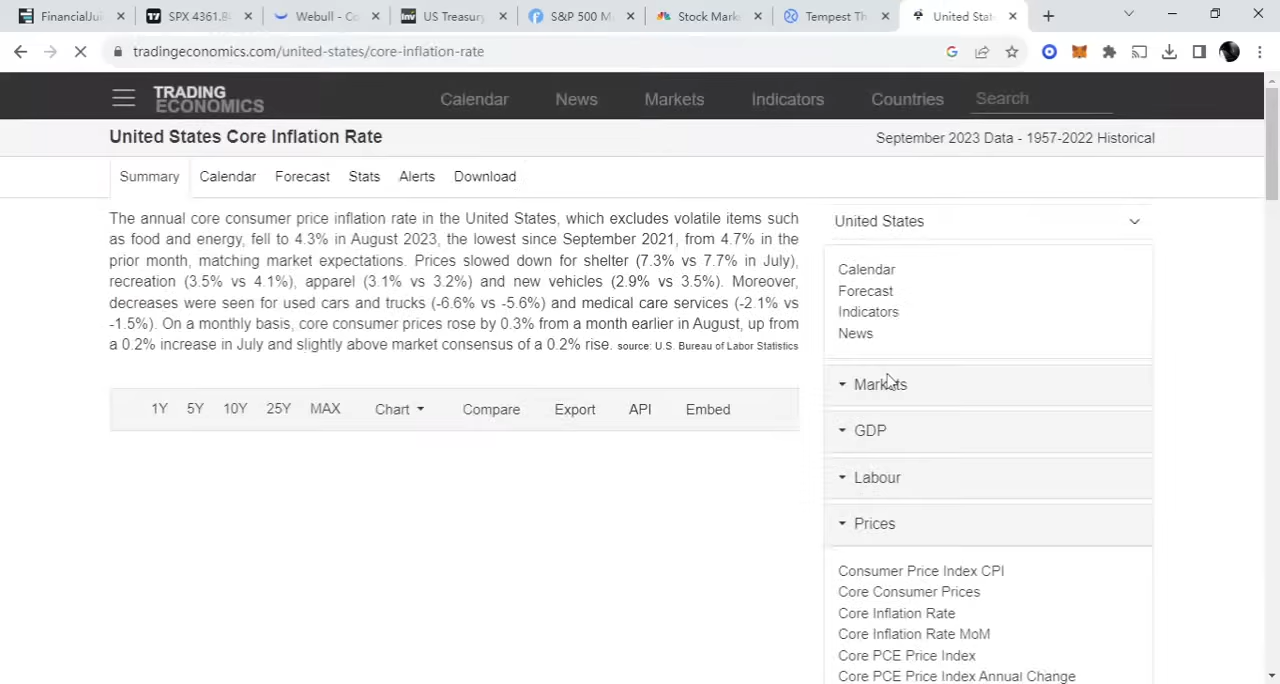 FinancialJui
SPX 4361.8
Webull - Co
US Treasury
S&P 500 M
Stock Mark
Tempest Th
United Stat
tradingeconomics.com/united-states/core-inflation-rate
TRADING
ECONOMICS
Calendar
News
Markets
Indicators
Countries
Search
United States Core Inflation Rate
September 2023 Data - 1957-2022 Historical
Summary
Calendar
Forecast
Stats
Alerts
Download
The annual core consumer price inflation rate in the United States, which excludes volatile items such
as food and energy, fell to 4.3% in August 2023, the lowest since September 2021, from 4.7% in the
prior month, matching market expectations. Prices slowed down for shelter (7.3% vs 7.7% in July),
recreation (3.5% vs 4.1%), apparel (3.1% vs 3.2%) and new vehicles (2.9% vs 3.5%). Moreover,
decreases were seen for used cars and trucks (-6.6% vs -5.6%) and medical care services (-2.1% vs
-1.5%). On a monthly basis, core consumer prices rose by 0.3% from a month earlier in August, up from
a 0.2% increase in July and slightly above market consensus of a 0.2% rise. source: U.S. Bureau of Labor Statistics
1Y
5Y
10Y
25Y
MAX
Chart
Compare
Export
API
Embed
United States
Calendar
Forecast
Indicators
News
Markets
GDP
Labour
Prices
Consumer Price Index CPI
Core Consumer Prices
Core Inflation Rate
Core Inflation Rate MoM
Core PCE Price Index
Core PCE Price Index Annual Change